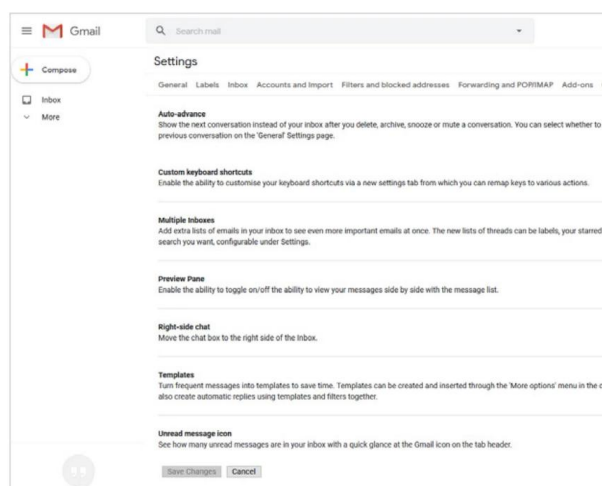 Gmail
Search mail
Compose
Inbox
More
Settings
General Labels Inbox Accounts and Import Filters and blocked addresses Forwarding and POP/IMAP Add-ons
Auto-advance
Show the next conversation instead of your inbox after you delete, archive, snooze or mute a conversation. You can select whether to
previous conversation on the 'General' Settings page.
Custom keyboard shortcuts
Enable the ability to customise your keyboard shortcuts via a new settings tab from which you can remap keys to various actions.
Multiple Inboxes
Add extra lists of emails in your inbox to see even more important emails at once. The new lists of threads can be labels, your starred
search you want, configurable under Settings.
Preview Pane
Enable the ability to toggle on/off the ability to view your messages side by side with the message list.
Right-side chat
Move the chat box to the right side of the Inbox.
Templates
Turn frequent messages into templates to save time. Templates can be created and inserted through the 'More options' menu in the
also create automatic replies using templates and filters together.
Unread message icon
See how many unread messages are in your inbox with a quick glance at the Gmail icon on the tab header.
Save Changes Cancel